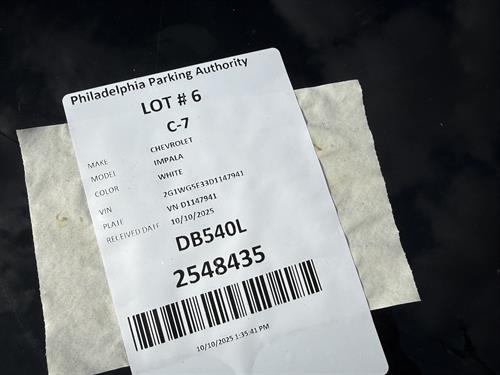 Philadelphia Parking Authority
LOT # 6
C-7
MAKE CHEVROLET
MODEL IMPALA
COLOR WHITE
VIN 2G1WG5E33D1147941
PLATE VN D1147941
RECEIVED DATE 10/10/2025
DB540L
2548435
10/10/2025 1:35:41 PM